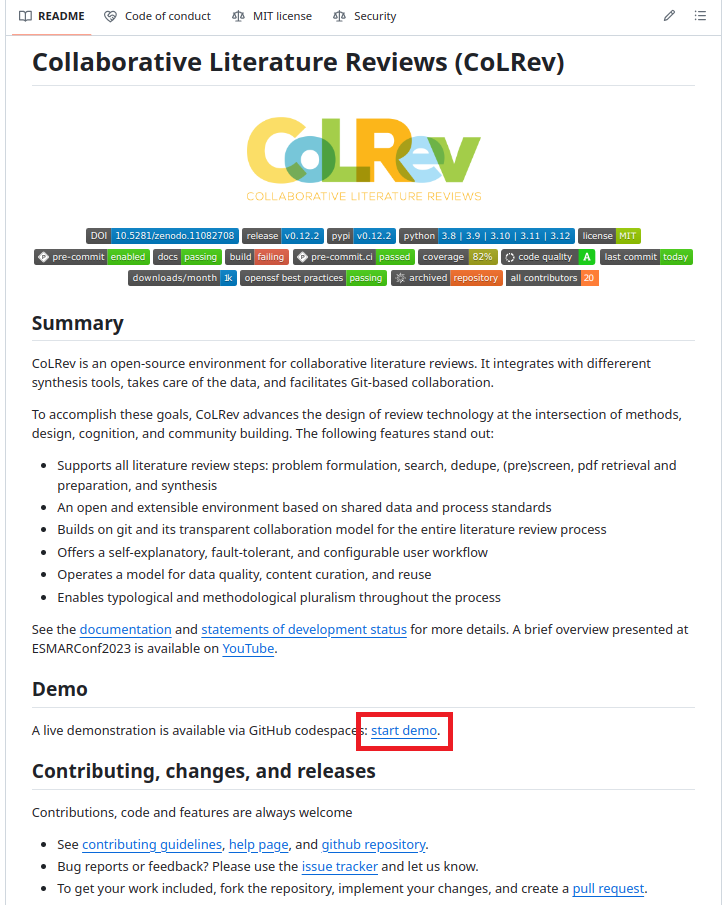 README Code of conduct MIT license Security
Collaborative Literature Reviews (CoLRev)
CoLRev
COLLABORATIVE LITERATURE REVIEWS
DOI 10.5281/zenodo.11082708 release v0.12.2 pypi v0.12.2 python 3.8 | 3.9 | 3.10 | 3.11 | 3.12 license MIT
pre-commit enabled docs passing build failing pre-commit.ci passed coverage 82% code quality A last commit today
downloads/month 1k openssf best practices passing archived repository all contributors 20
Summary
CoLRev is an open-source environment for collaborative literature reviews. It integrates with differerent
synthesis tools, takes care of the data, and facilitates Git-based collaboration.
To accomplish these goals, CoLRev advances the design of review technology at the intersection of methods,
design, cognition, and community building. The following features stand out:
• Supports all literature review steps: problem formulation, search, dedupe, (pre)screen, pdf retrieval and
preparation, and synthesis
• An open and extensible environment based on shared data and process standards
• Builds on git and its transparent collaboration model for the entire literature review process
• Offers a self-explanatory, fault-tolerant, and configurable user workflow
• Operates a model for data quality, content curation, and reuse
• Enables typological and methodological pluralism throughout the process
See the documentation and statements of development status for more details. A brief overview presented at
ESMARConf2023 is available on YouTube.
Demo
A live demonstration is available via GitHub codespaces: start demo.
Contributing, changes, and releases
Contributions, code and features are always welcome
• See contributing guidelines, help page, and github repository.
• Bug reports or feedback? Please use the issue tracker and let us know.
• To get your work included, fork the repository, implement your changes, and create a pull request.